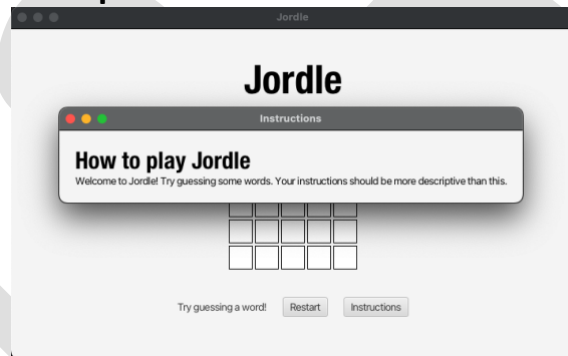 Jordle
Jordle
Instructions
How to play Jordle
Welcome to Jordle! Try guessing some words. Your instructions should be more descriptive than this.
Try guessing a word! Restart Instructions